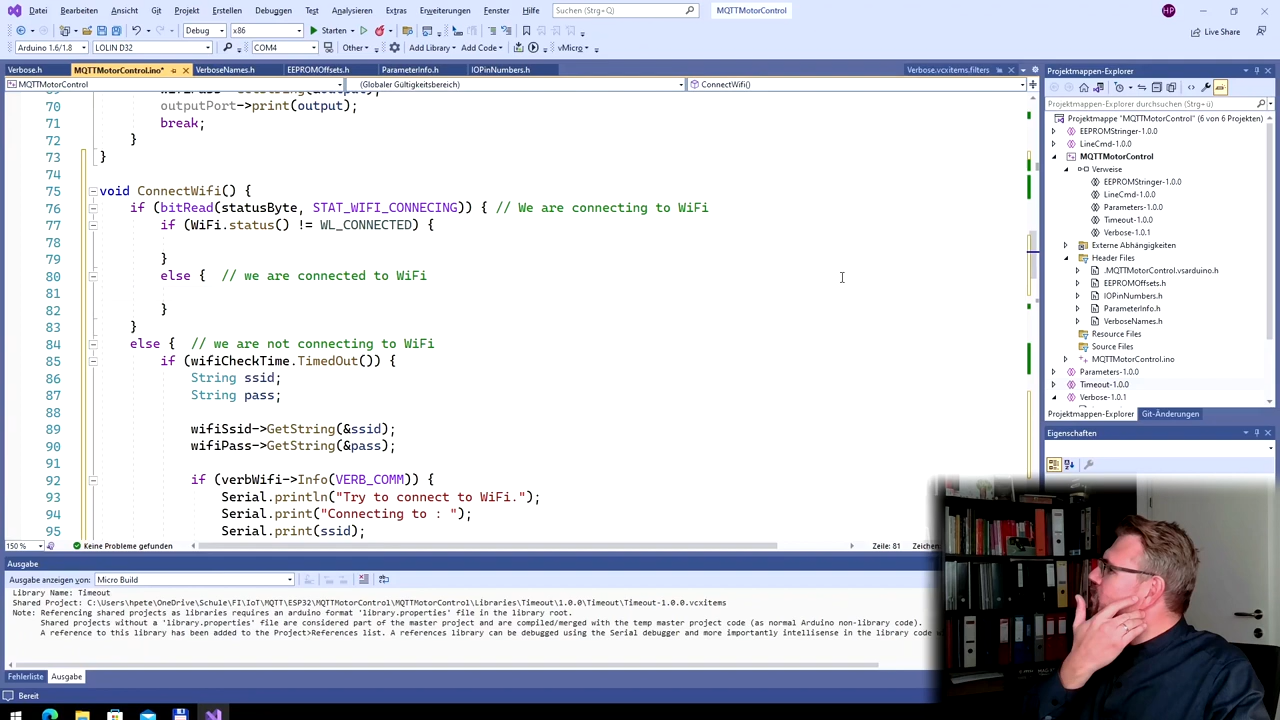 Datei Bearbeiten Ansicht Git Projekt Erstellen Debuggen Test Analysieren Extras Erweiterungen Fenster Hilfe Suchen (Strg+Q) MQTTMotorControl HP
Debug x86 Starten Live Share
Arduino 1.6/1.8 LOLIN D32 COM4 Other Add Library Add Code vMicro
Verbose.h MQTTMotorControl.ino* VerboseNames.h EEPROMOffsets.h ParameterInfo.h IOPinNumbers.h Verbose.vcxitems.filters
MQTTMotorControl (Globaler Gültigkeitsbereich) ConnectWifi()
70 outputPort->print(output);
71 break;
72 }
73 }
74
75 void ConnectWifi() {
76 if (bitRead(statusByte, STAT_WIFI_CONNECING)) { // We are connecting to WiFi
77 if (WiFi.status() != WL_CONNECTED) {
78
79 }
80 else { // we are connected to WiFi
81
82 }
83 }
84 else { // we are not connecting to WiFi
85 if (wifiCheckTime.TimedOut()) {
86 String ssid;
87 String pass;
88
89 wifiSsid->GetString(&ssid);
90 wifiPass->GetString(&pass);
91
92 if (verbWifi->Info(VERB_COMM)) {
93 Serial.println("Try to connect to WiFi.");
94 Serial.print("Connecting to : ");
95 Serial.print(ssid);
150 % Keine Probleme gefunden Zeile: 81 Zeichen:
Ausgabe
Ausgabe anzeigen von: Micro Build
Library Name: Timeout
Shared Project: C:\Users\hpete\OneDrive\Schule\FI\IoT\MQTT\ESP32\MQTTMotorControl\MQTTMotorControl\Libraries\Timeout\1.0.0\Timeout\Timeout-1.0.0.vcxitems
Note: Referencing shared projects as libraries requires an arduino format 'library.properties' file in the library root.
Shared projects without a 'library.properties' file are considered part of the master project and are compiled/merged with the temp master project code (as normal Arduino non-library code).
A reference to this library has been added to the Project>References list. A references library can be debugged using the Serial debugger and more importantly intellisense in the library code
Fehlerliste Ausgabe
Bereit
Projektmappen-Explorer
Projektmappen-Explorer durchsuchen (Strg+ü)
Projektmappe "MQTTMotorControl" (6 von 6 Projekten)
EEPROMStringer-1.0.0
LineCmd-1.0.0
MQTTMotorControl
Verweise
EEPROMStringer-1.0.0
LineCmd-1.0.0
Parameters-1.0.0
Timeout-1.0.0
Verbose-1.0.1
Externe Abhängigkeiten
Header Files
.MQTTMotorControl.vsarduino.h
EEPROMOffsets.h
IOPinNumbers.h
ParameterInfo.h
VerboseNames.h
Resource Files
Source Files
MQTTMotorControl.ino
Parameters-1.0.0
Timeout-1.0.0
Verbose-1.0.1
Projektmappen-Explorer Git-Änderungen
Eigenschaften